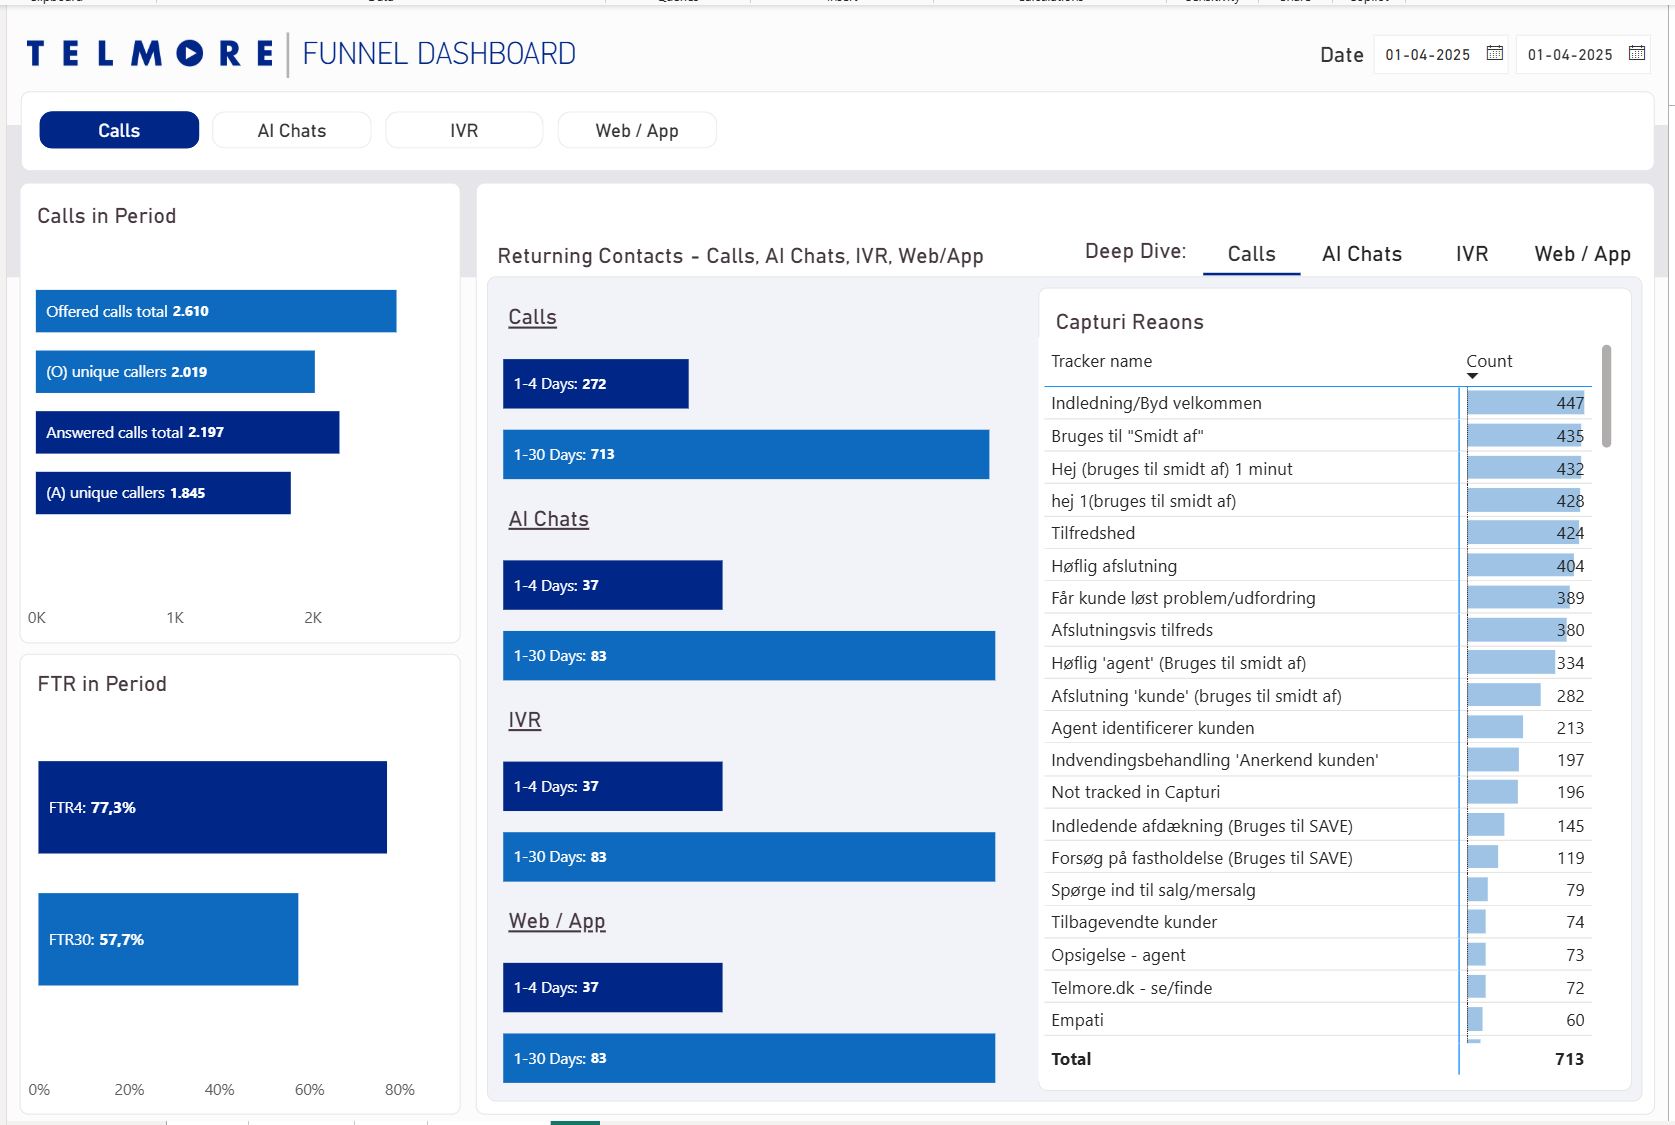 TELMORE FUNNEL DASHBOARD
Date 01-04-2025 01-04-2025
Calls AI Chats IVR Web / App
Calls in Period
Offered calls total 2.610
(O) unique callers 2.019
Answered calls total 2.197
(A) unique callers 1.845
0K 1K 2K
FTR in Period
FTR4: 77,3%
FTR30: 57,7%
0% 20% 40% 60% 80%
Returning Contacts - Calls, AI Chats, IVR, Web/App
Deep Dive: Calls AI Chats IVR Web / App
Calls
1-4 Days: 272
1-30 Days: 713
AI Chats
1-4 Days: 37
1-30 Days: 83
IVR
1-4 Days: 37
1-30 Days: 83
Web / App
1-4 Days: 37
1-30 Days: 83
Capturi Reaons
Tracker name Count
Indledning/Byd velkommen 447
Bruges til "Smidt af" 435
Hej (bruges til smidt af) 1 minut 432
hej 1(bruges til smidt af) 428
Tilfredshed 424
Høflig afslutning 404
Får kunde løst problem/udfordring 389
Afslutningsvis tilfreds 380
Høflig 'agent' (Bruges til smidt af) 334
Afslutning 'kunde' (bruges til smidt af) 282
Agent identificerer kunden 213
Indvendingsbehandling 'Anerkend kunden' 197
Not tracked in Capturi 196
Indledende afdækning (Bruges til SAVE) 145
Forsøg på fastholdelse (Bruges til SAVE) 119
Spørge ind til salg/mersalg 79
Tilbagevendte kunder 74
Opsigelse - agent 73
Telmore.dk - se/finde 72
Empati 60
Total 713